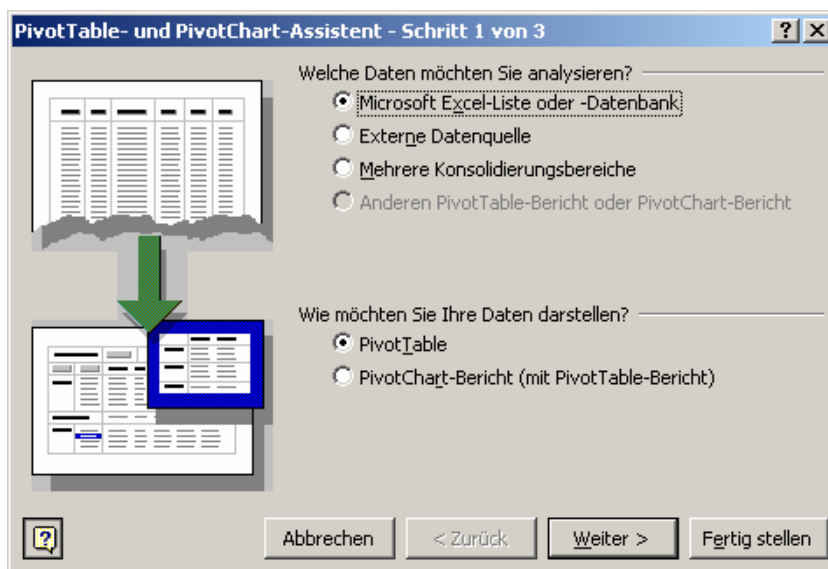 PivotTable- und PivotChart-Assistent - Schritt 1 von 3
Welche Daten möchten Sie analysieren?
Microsoft Excel-Liste oder -Datenbank
Externe Datenquelle
Mehrere Konsolidierungsbereiche
Anderen PivotTable-Bericht oder PivotChart-Bericht
Wie möchten Sie Ihre Daten darstellen?
PivotTable
PivotChart-Bericht (mit PivotTable-Bericht)
Abbrechen < Zurück Weiter > Fertig stellen